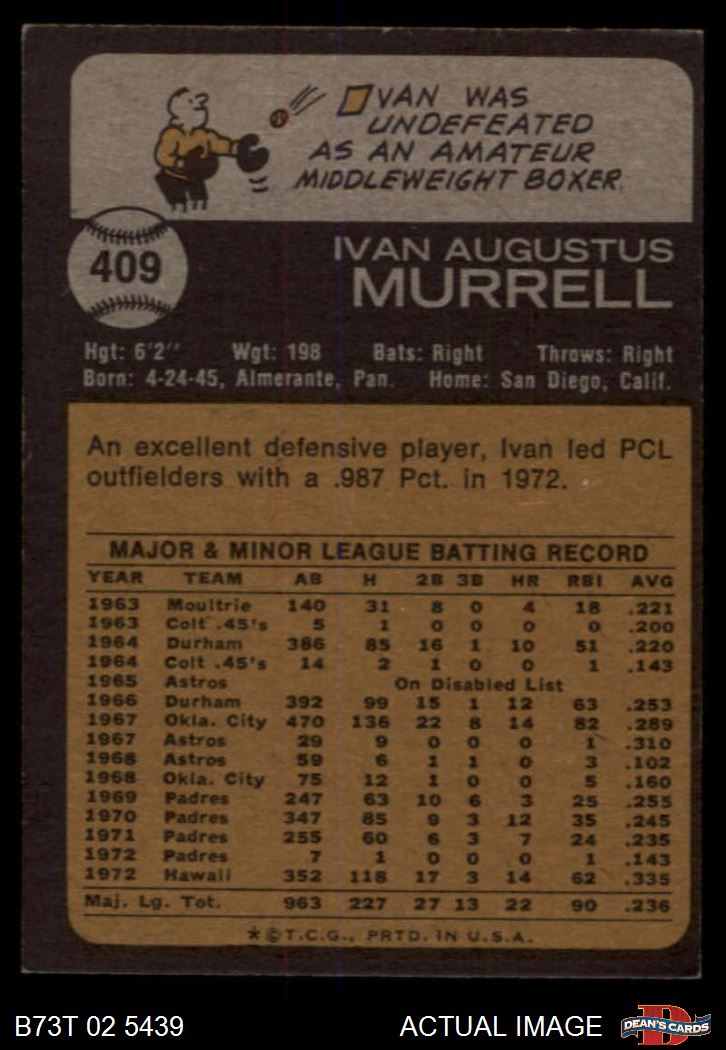 IVAN WAS
UNDEFEATED
AS AN AMATEUR
MIDDLEWEIGHT BOXER.
409
IVAN AUGUSTUS
MURRELL
Hgt: 6'2" Wgt: 198 Bats: Right Throws: Right
Born: 4-24-45, Almerante, Pan. Home: San Diego, Calif.
An excellent defensive player, Ivan led PCL
outfielders with a .987 Pct. in 1972.
MAJOR & MINOR LEAGUE BATTING RECORD
YEAR TEAM AB H 2B 3B HR RBI AVG
1963 Moultrie 140 31 8 0 4 18 .221
1963 Colt .45's 5 1 0 0 0 0 .200
1964 Durham 386 85 16 1 10 51 .220
1964 Colt .45's 14 2 1 0 0 1 .143
1965 Astros On Disabled List
1966 Durham 392 99 15 1 12 63 .253
1967 Okla. City 470 136 22 8 14 82 .289
1967 Astros 29 9 0 0 0 1 .310
1968 Astros 59 6 1 1 0 3 .102
1968 Okla. City 75 12 1 0 0 5 .160
1969 Padres 247 63 10 6 3 25 .255
1970 Padres 347 85 9 3 12 35 .245
1971 Padres 255 60 6 3 7 24 .235
1972 Padres 7 1 0 0 0 1 .143
1972 Hawaii 352 118 17 3 14 62 .335
Maj. Lg. Tot. 963 227 27 13 22 90 .236
*©T.C.G., PRTD. IN U.S.A.
B73T 02 5439 ACTUAL IMAGE D DEAN'S CARDS